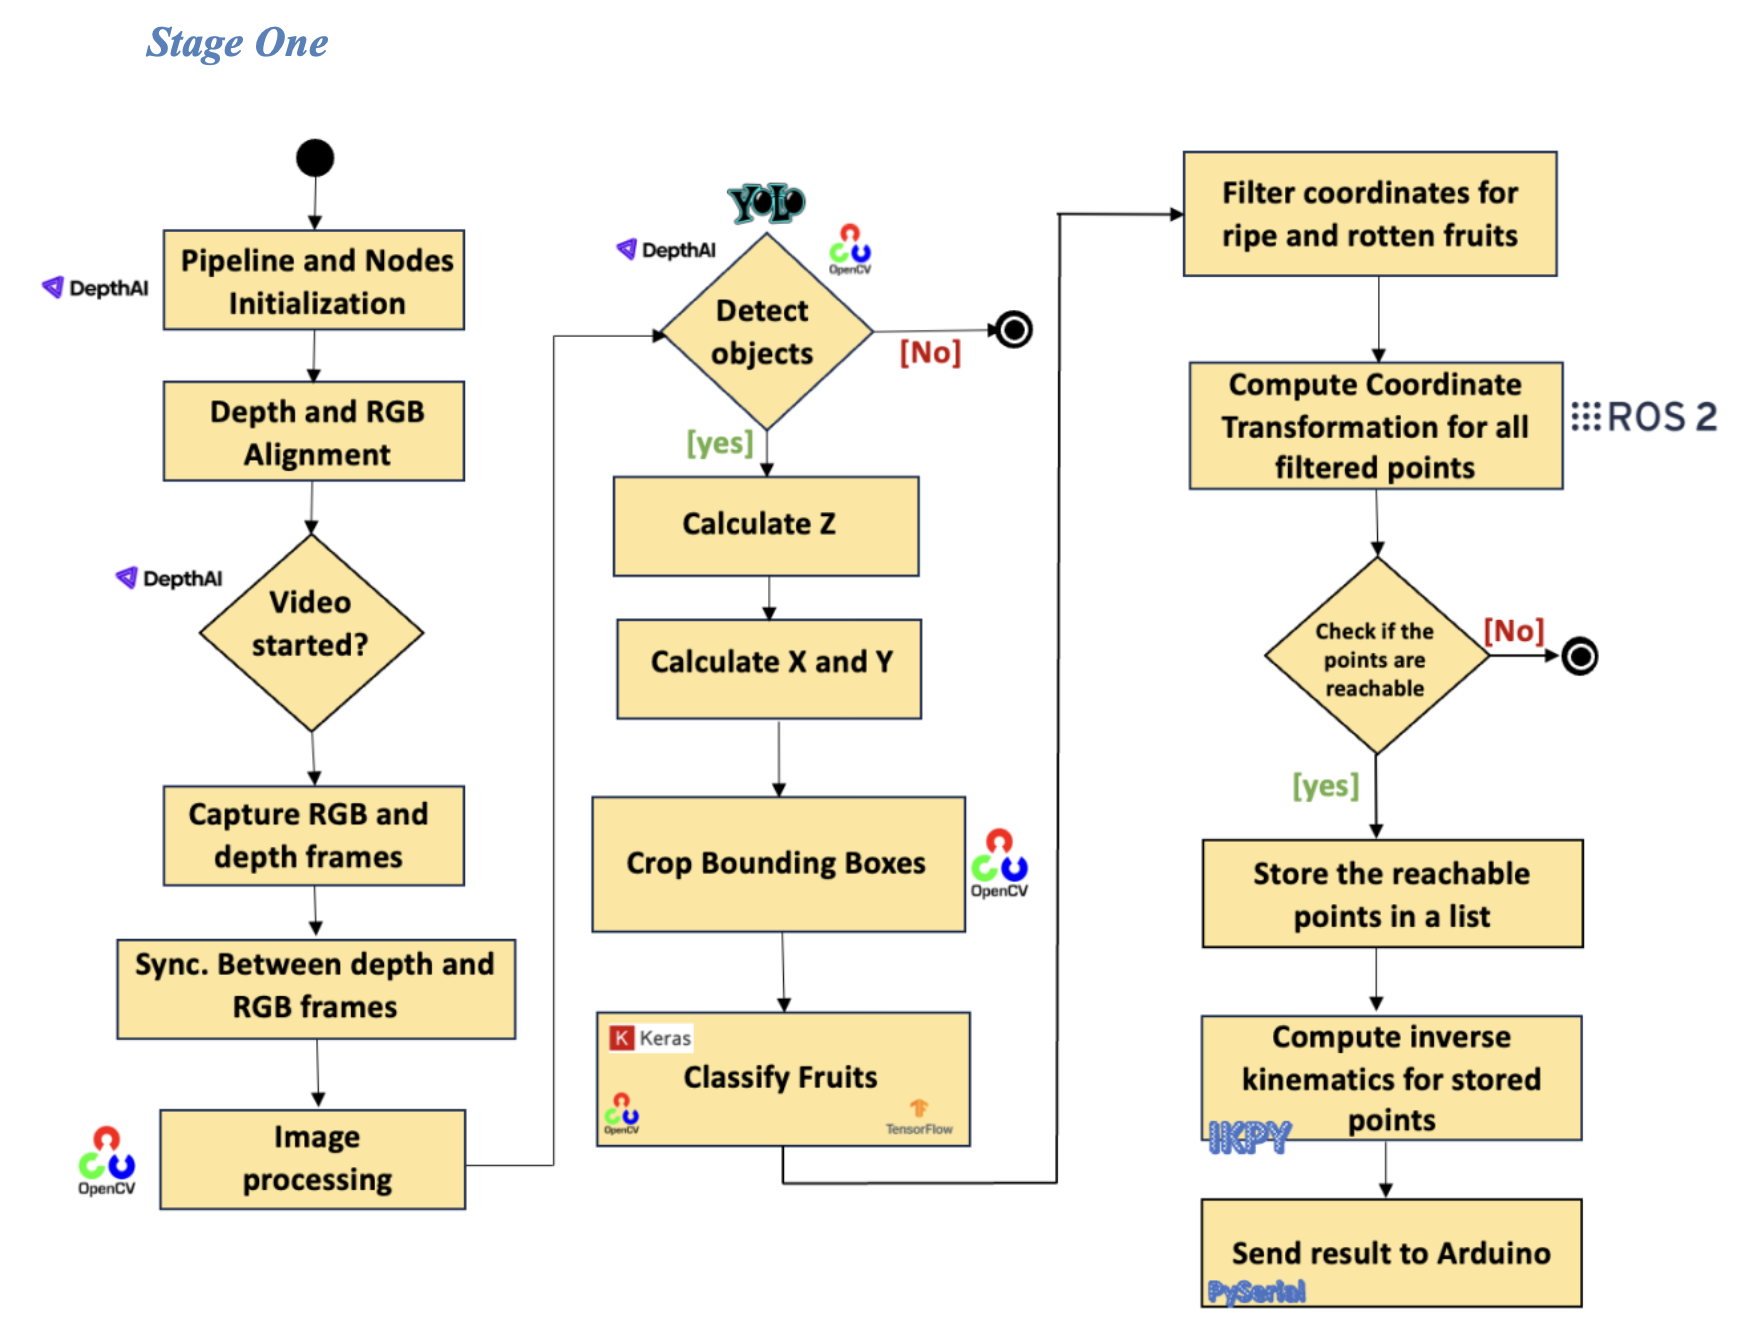 Stage One
Pipeline and Nodes
Initialization
DepthAI
Depth and RGB
Alignment
DepthAI
Video
started?
Capture RGB and
depth frames
Sync. Between depth and
RGB frames
Image
processing
OpenCV
YOLO
DepthAI
OpenCV
Detect
objects
[No]
[yes]
Calculate Z
Calculate X and Y
Crop Bounding Boxes
OpenCV
K Keras
Classify Fruits
OpenCV
TensorFlow
Filter coordinates for
ripe and rotten fruits
Compute Coordinate
Transformation for all
filtered points
ROS 2
Check if the
points are
reachable
[No]
[yes]
Store the reachable
points in a list
Compute inverse
kinematics for stored
points
IKPY
Send result to Arduino
PySerial